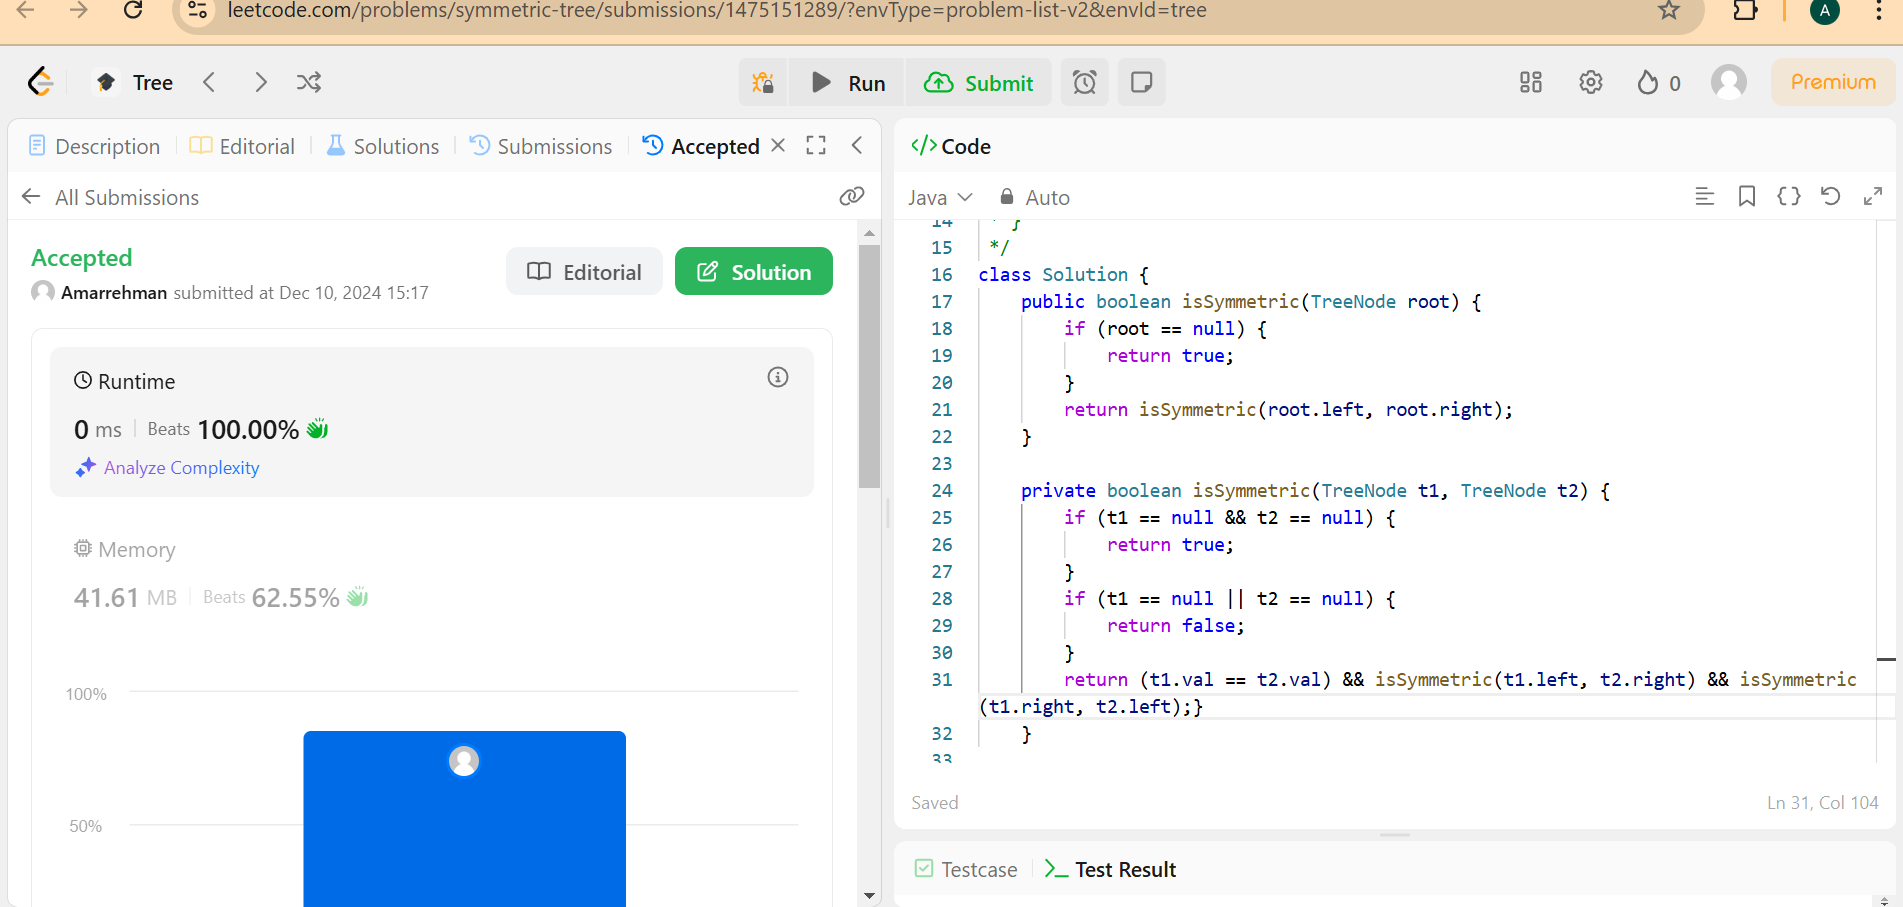 leetcode.com/problems/symmetric-tree/submissions/1475151289/?envType=problem-list-v2&envId=tree
A
Tree
Run
Submit
0
Premium
Description
Editorial
Solutions
Submissions
Accepted
All Submissions
Accepted
Editorial
Solution
Amarrehman submitted at Dec 10, 2024 15:17
Runtime
0 ms
Beats 100.00%
Analyze Complexity
Memory
41.61 MB
Beats 62.55%
100%
50%
</> Code
Java
Auto
14 * }
15 */
16 class Solution {
17 public boolean isSymmetric(TreeNode root) {
18 if (root == null) {
19 return true;
20 }
21 return isSymmetric(root.left, root.right);
22 }
23
24 private boolean isSymmetric(TreeNode t1, TreeNode t2) {
25 if (t1 == null && t2 == null) {
26 return true;
27 }
28 if (t1 == null || t2 == null) {
29 return false;
30 }
31 return (t1.val == t2.val) && isSymmetric(t1.left, t2.right) && isSymmetric
(t1.right, t2.left);}
32 }
33
Saved
Ln 31, Col 104
Testcase
Test Result